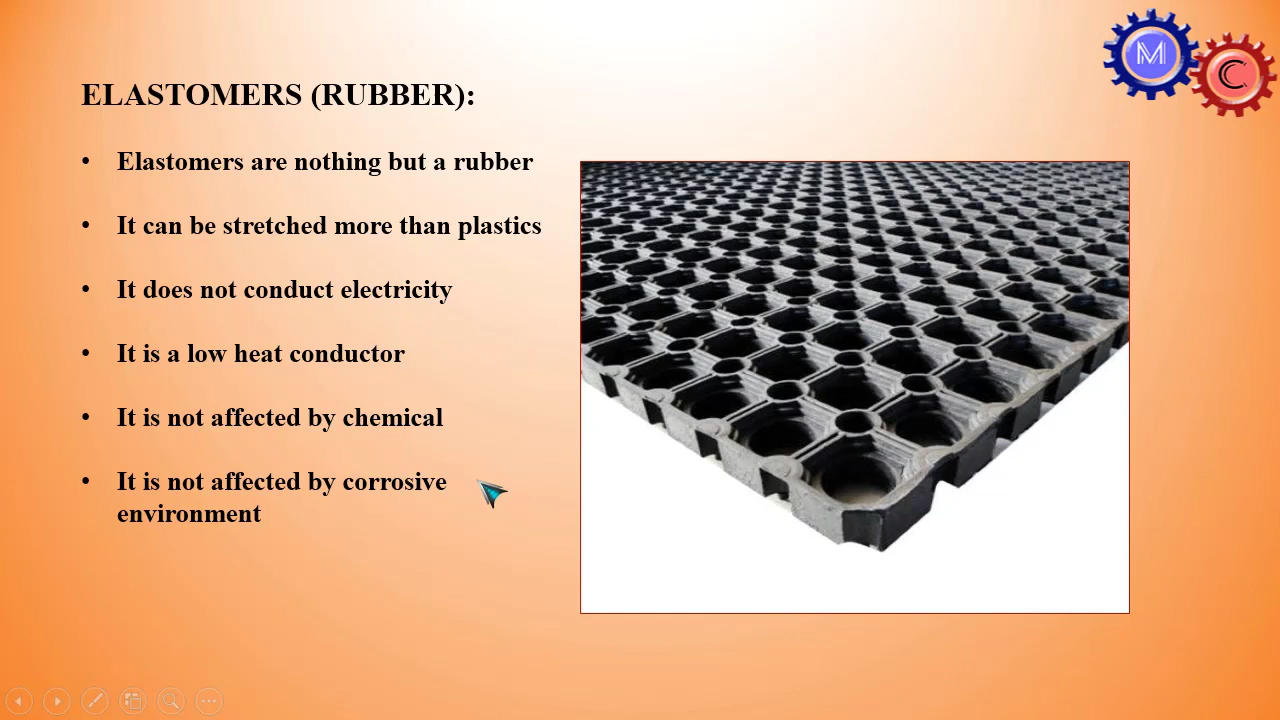 M
C
ELASTOMERS (RUBBER):
• Elastomers are nothing but a rubber
• It can be stretched more than plastics
• It does not conduct electricity
• It is a low heat conductor
• It is not affected by chemical
• It is not affected by corrosive
environment